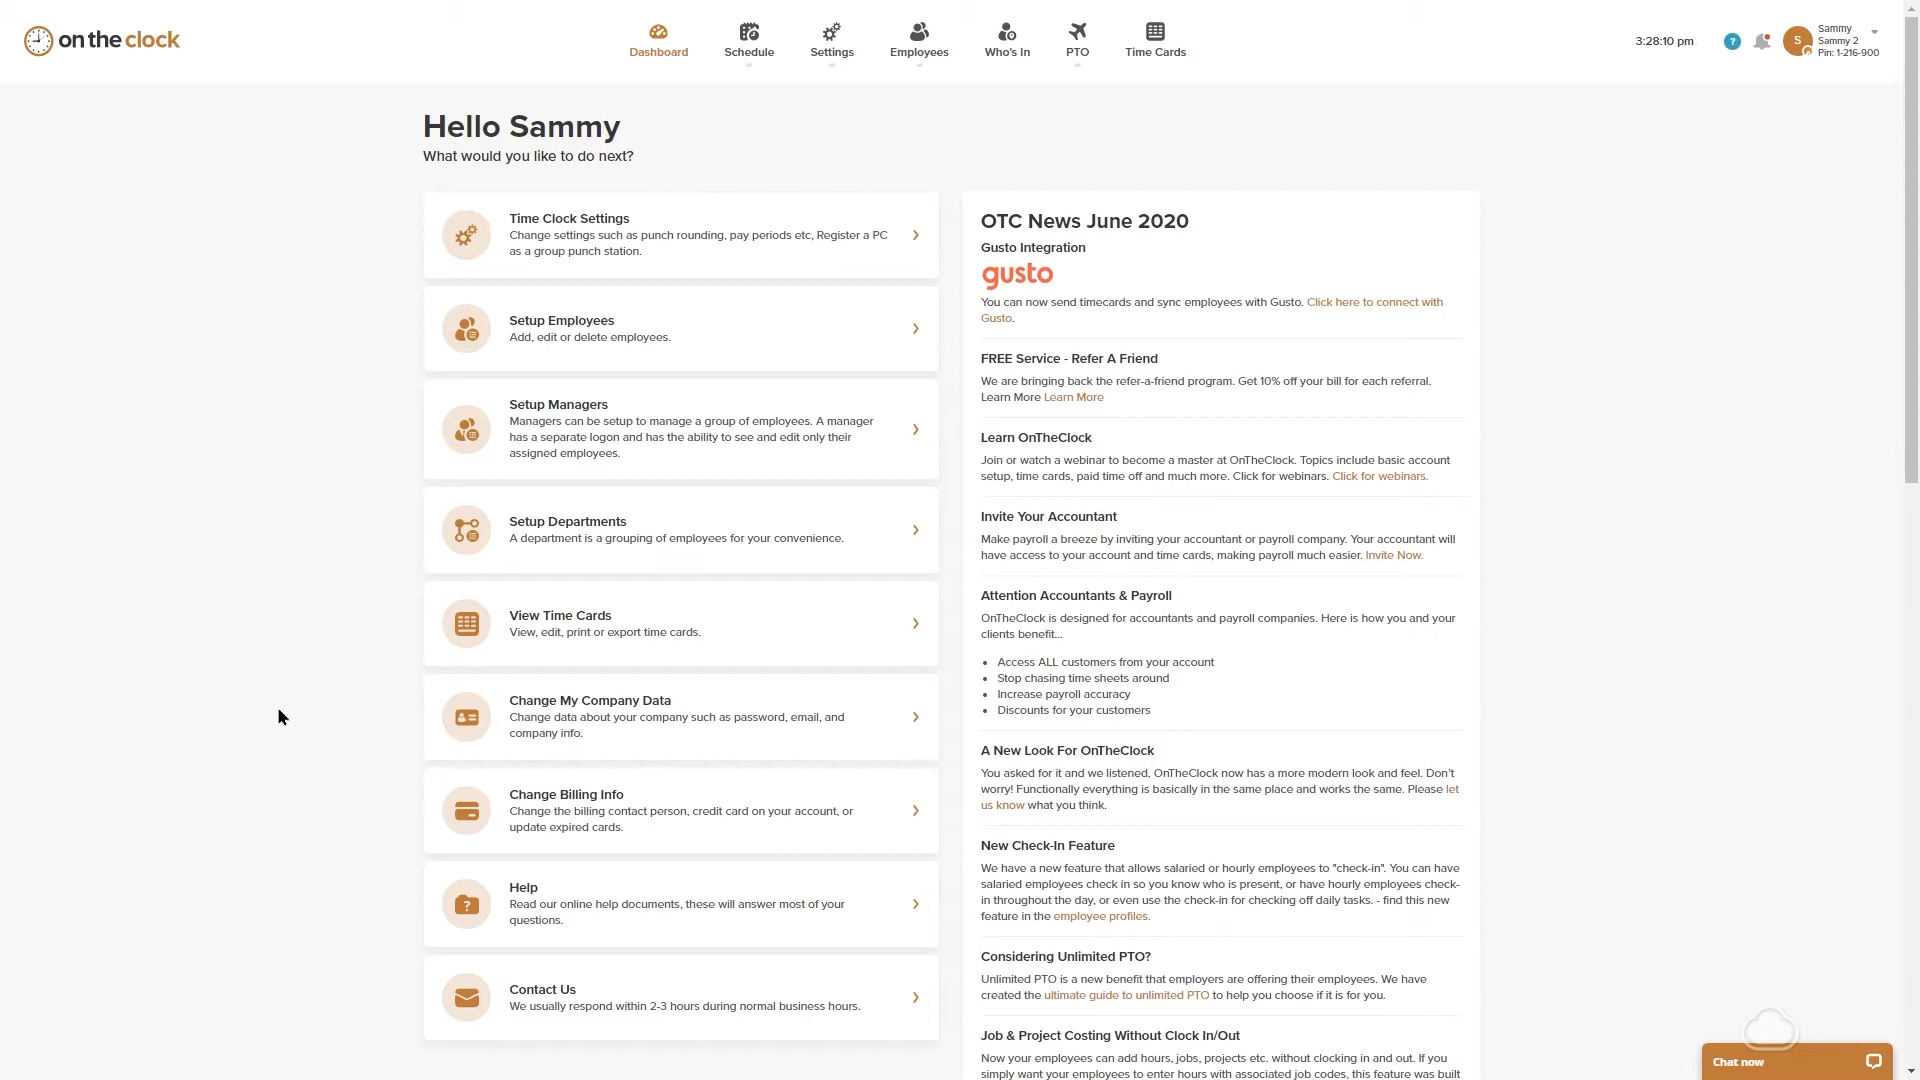 on the clock
Dashboard
Schedule
Settings
Employees
Who's In
PTO
Time Cards
3:28:10 pm
?
S
Sammy
Sammy 2
Pin: 1-216-900
Hello Sammy
What would you like to do next?
Time Clock Settings
Change settings such as punch rounding, pay periods etc, Register a PC
as a group punch station.
Setup Employees
Add, edit or delete employees.
Setup Managers
Managers can be setup to manage a group of employees. A manager
has a separate logon and has the ability to see and edit only their
assigned employees.
Setup Departments
A department is a grouping of employees for your convenience.
View Time Cards
View, edit, print or export time cards.
Change My Company Data
Change data about your company such as password, email, and
company info.
Change Billing Info
Change the billing contact person, credit card on your account, or
update expired cards.
?
Help
Read our online help documents, these will answer most of your
questions.
Contact Us
We usually respond within 2-3 hours during normal business hours.
OTC News June 2020
Gusto Integration
gusto
You can now send timecards and sync employees with Gusto. Click here to connect with
Gusto.
FREE Service - Refer A Friend
We are bringing back the refer-a-friend program. Get 10% off your bill for each referral.
Learn More Learn More
Learn OnTheClock
Join or watch a webinar to become a master at OnTheClock. Topics include basic account
setup, time cards, paid time off and much more. Click for webinars. Click for webinars.
Invite Your Accountant
Make payroll a breeze by inviting your accountant or payroll company. Your accountant will
have access to your account and time cards, making payroll much easier. Invite Now.
Attention Accountants & Payroll
OnTheClock is designed for accountants and payroll companies. Here is how you and your
clients benefit...
• Access ALL customers from your account
• Stop chasing time sheets around
• Increase payroll accuracy
• Discounts for your customers
A New Look For OnTheClock
You asked for it and we listened, OnTheClock now has a more modern look and feel. Don't
worry! Functionally everything is basically in the same place and works the same. Please let
us know what you think.
New Check-In Feature
We have a new feature that allows salaried or hourly employees to "check-in". You can have
salaried employees check in so you know who is present, or have hourly employees check-
in throughout the day, or even use the check-in for checking off daily tasks. - find this new
feature in the employee profiles.
Considering Unlimited PTO?
Unlimited PTO is a new benefit that employers are offering their employees. We have
created the ultimate guide to unlimited PTO to help you choose if it is for you.
Job & Project Costing Without Clock In/Out
Now your employees can add hours, jobs, projects etc. without clocking in and out. If you
simply want your employees to enter hours with associated job codes, this feature was built
Chat now